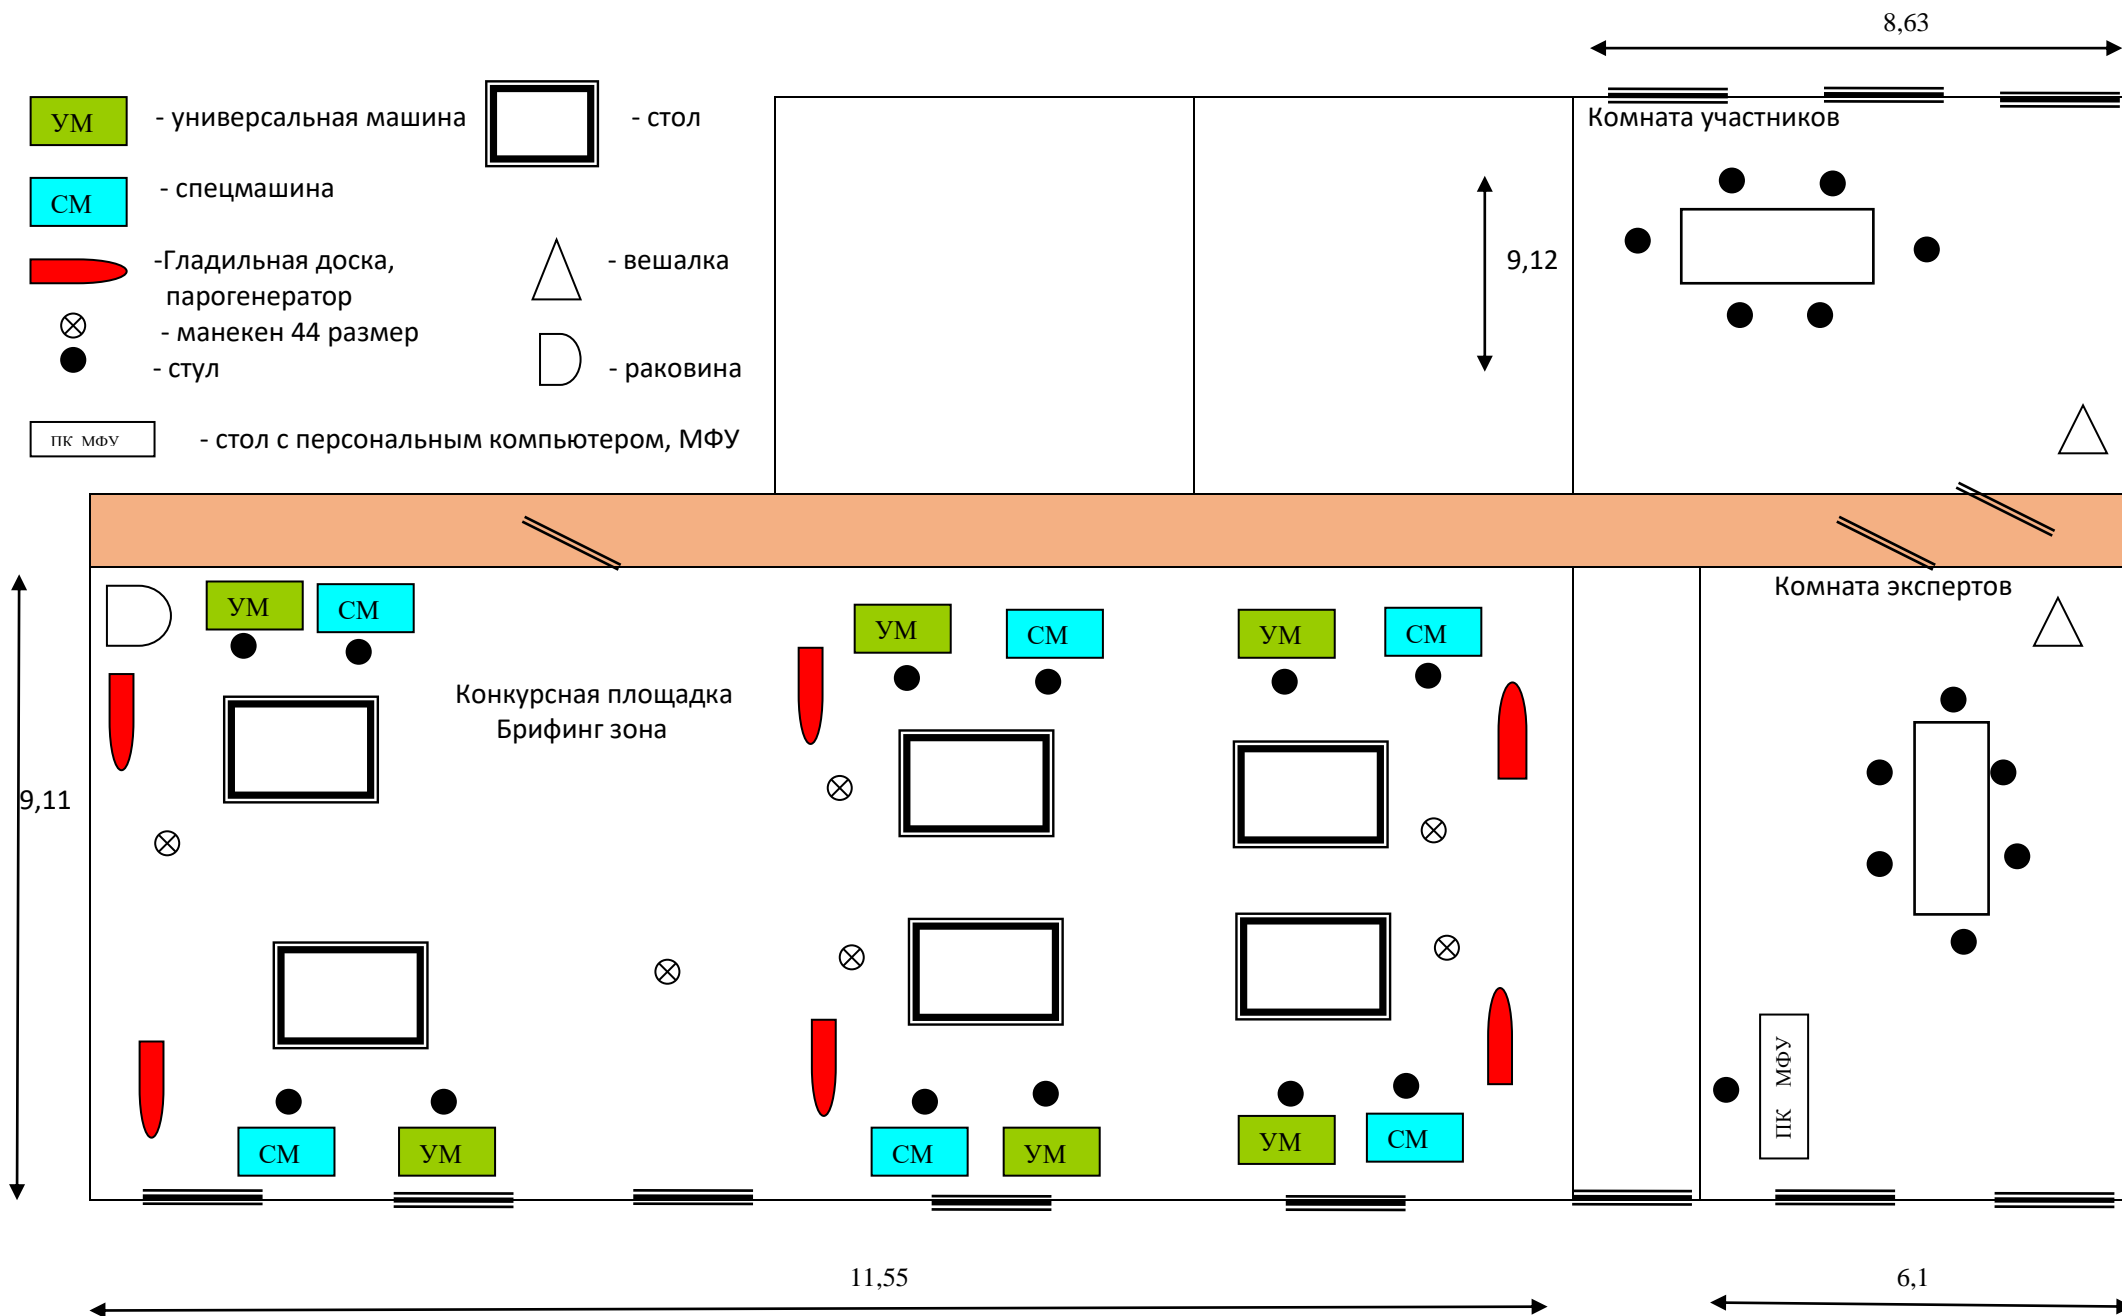 8,63
УМ
- универсальная машина
- стол
Комната участников
СМ
- спецмашина
-Гладильная доска,
парогенератор
- вешалка
9,12
- манекен 44 размер
- стул
- раковина
ПК МФУ
- стол с персональным компьютером, МФУ
УМ
СМ
УМ
СМ
УМ
СМ
Комната экспертов
Конкурсная площадка
Брифинг зона
9,11
ПК МФУ
СМ
УМ
СМ
УМ
УМ
СМ
11,55
6,1